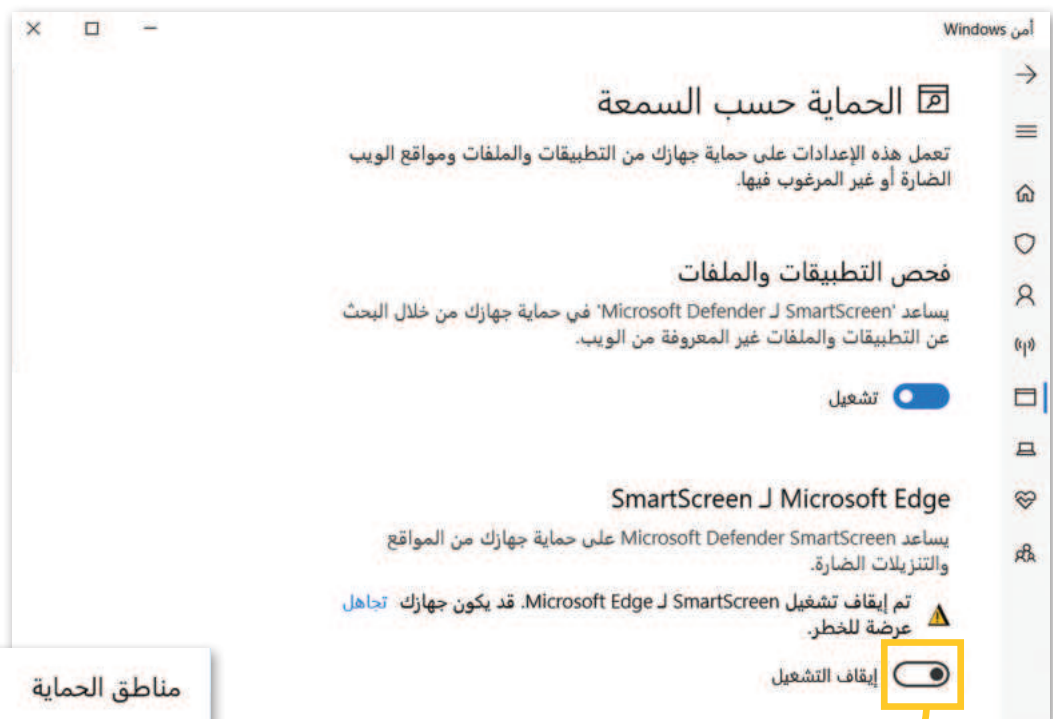 أمن Windows
الحماية حسب السمعة
تعمل هذه الإعدادات على حماية جهازك من التطبيقات والملفات ومواقع الويب
الضارة أو غير المرغوب فيها.
فحص التطبيقات والملفات
يساعد 'SmartScreen لـ Microsoft Defender' في حماية جهازك من خلال البحث
عن التطبيقات والملفات غير المعروفة من الويب.
تشغيل
SmartScreen لـ Microsoft Edge
يساعد Microsoft Defender SmartScreen على حماية جهازك من المواقع
والتنزيلات الضارة.
تم إيقاف تشغيل SmartScreen لـ Microsoft Edge. قد يكون جهازك تجاهل
عرضة للخطر.
إيقاف التشغيل
مناطق الحماية